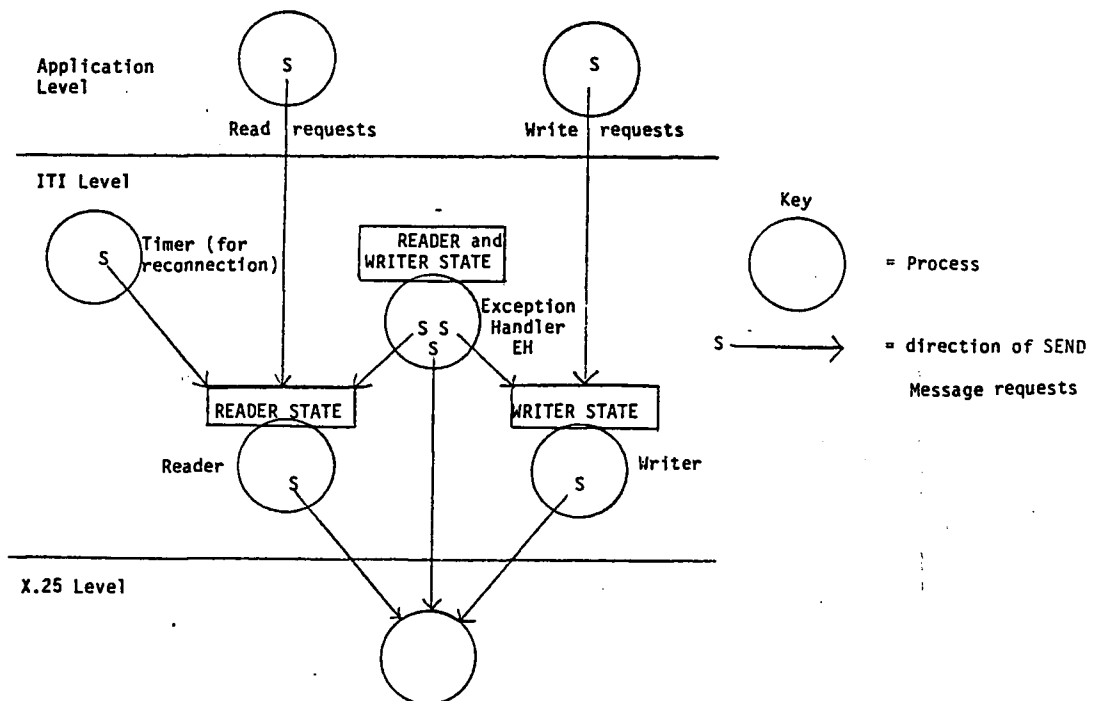 Application
Level
S
S
Read requests
Write requests
ITI Level
Timer (for
reconnection)
S
READER and
WRITER STATE
Exception
Handler
EH
S S
S
READER STATE
WRITER STATE
Reader
S
Writer
S
X.25 Level
Key
= Process
S
= direction of SEND
Message requests